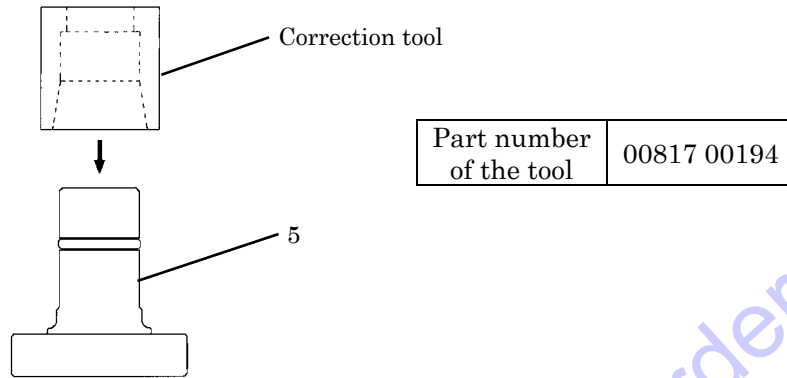 Correction tool
Part number
of the tool
00817 00194
5